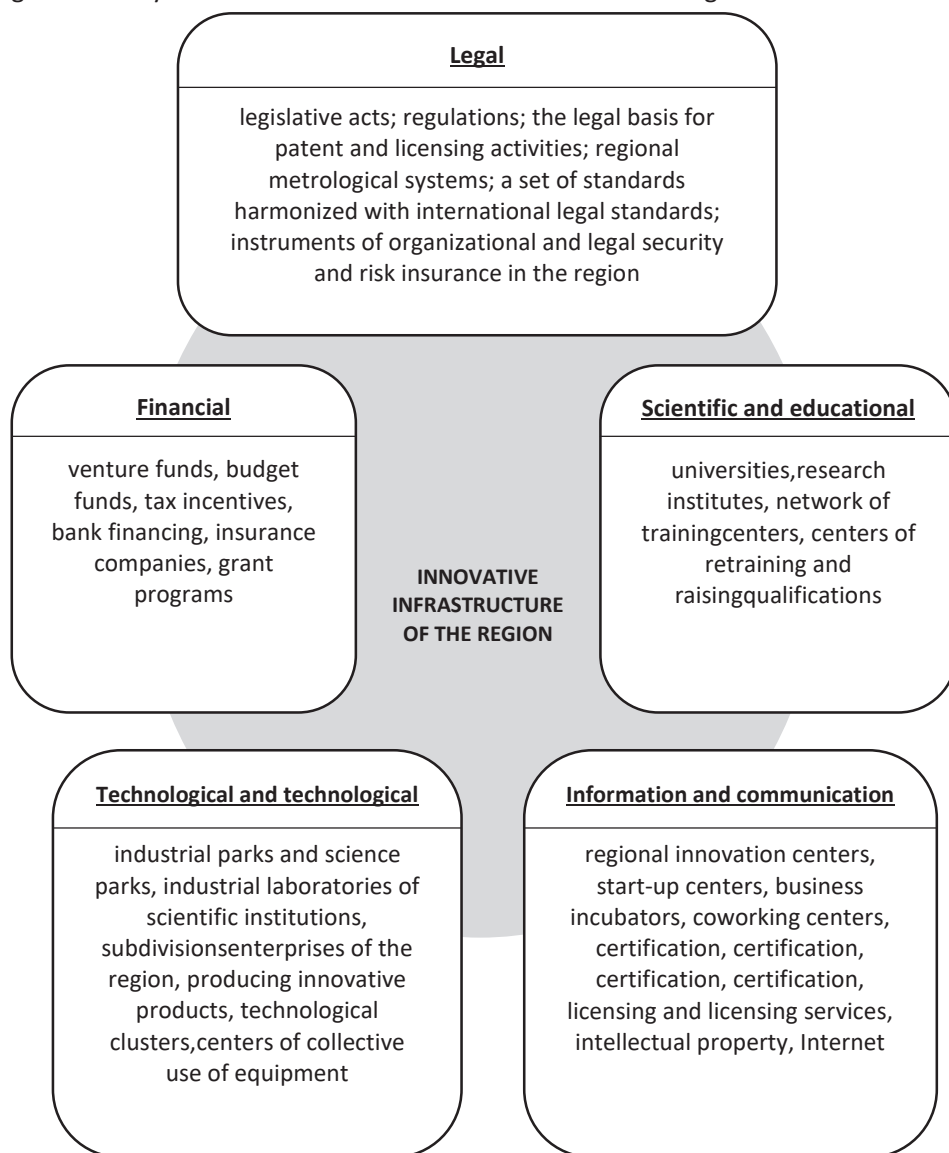 Legal
legislative acts; regulations; the legal basis for
patent and licensing activities; regional
metrological systems; a set of standards
harmonized with international legal standards;
instruments of organizational and legal security
and risk insurance in the region
Financial
venture funds, budget
funds, tax incentives,
bank financing, insurance
companies, grant
programs
Scientific and educational
universities,research
institutes, network of
trainingcenters, centers of
retraining and
raisingqualifications
INNOVATIVE
INFRASTRUCTURE
OF THE REGION
Technological and technological
industrial parks and science
parks, industrial laboratories of
scientific institutions,
subdivisionsenterprises of the
region, producing innovative
products, technological
clusters,centers of collective
use of equipment
Information and communication
regional innovation centers,
start-up centers, business
incubators, coworking centers,
certification, certification,
certification, certification,
licensing and licensing services,
intellectual property, Internet